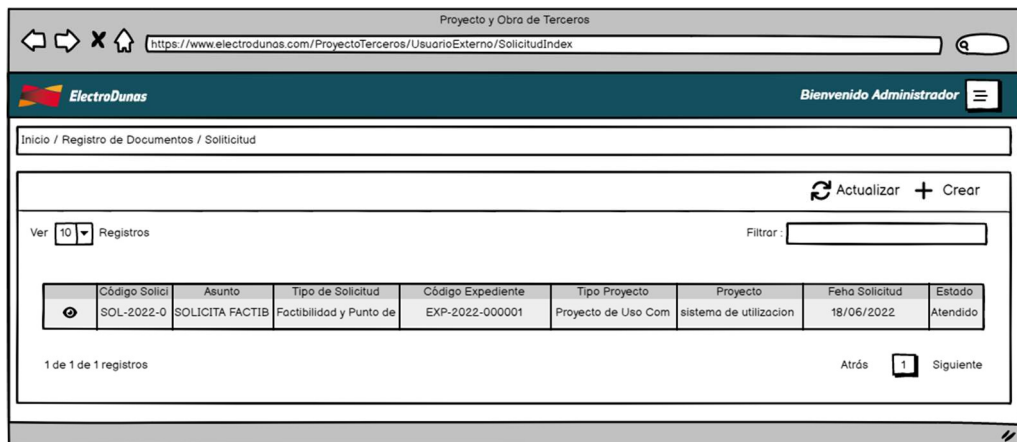 Proyecto y Obra de Terceros
https://www.electrodunas.com/ProyectoTerceros/UsuarioExterno/SolicitudIndex
ElectroDunas
Bienvenido Administrador
Inicio / Registro de Documentos / Soliticitud
Actualizar Crear
Ver 10 Registros Filtrar :
Código Solici Asunto Tipo de Solicitud Código Expediente Tipo Proyecto Proyecto Feha Solicitud Estado
SOL-2022-0 SOLICITA FACTIB Factibilidad y Punto de EXP-2022-000001 Proyecto de Uso Com sistema de utilizacion 18/06/2022 Atendido
1 de 1 de 1 registros Atrás 1 Siguiente